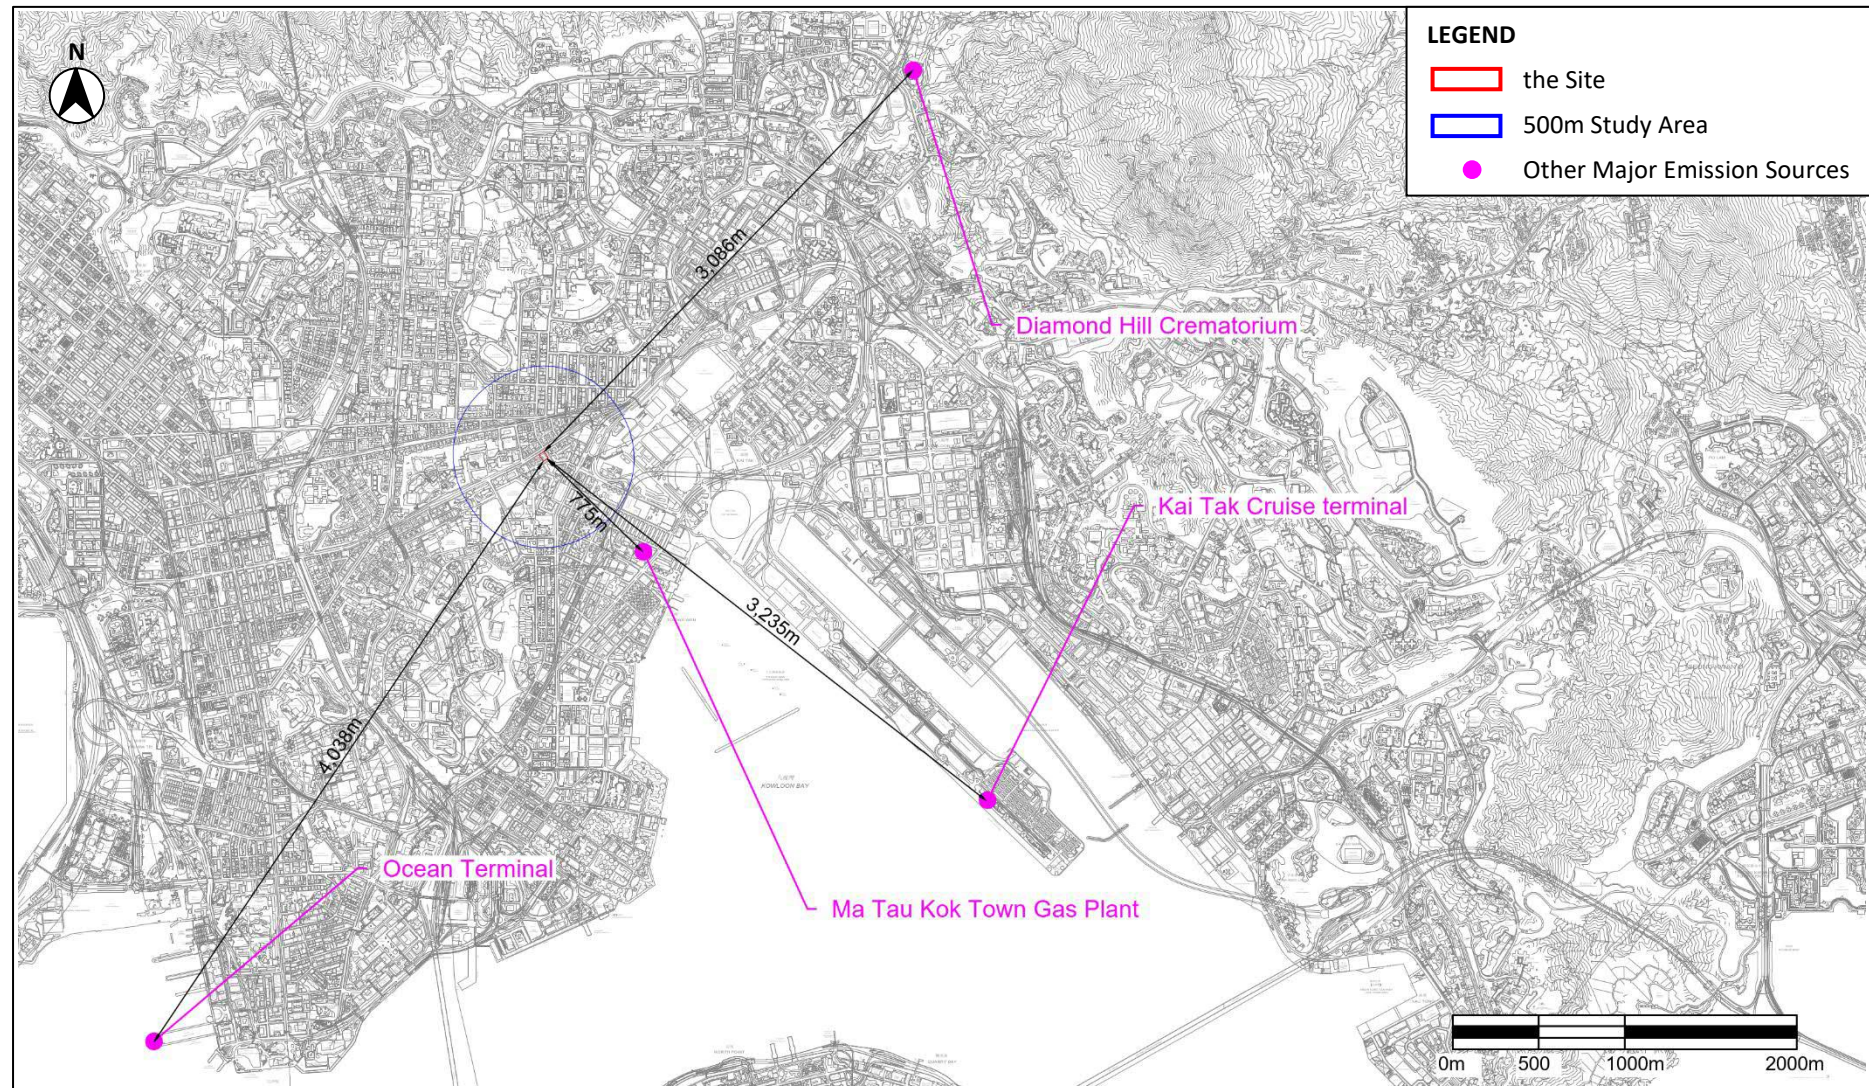 N
LEGEND
the Site
500m Study Area
Other Major Emission Sources
3,086m
Diamond Hill Crematorium
775m
Kai Tak Cruise terminal
3,235m
4,038m
KOWLOON BAY
Ocean Terminal
Ma Tau Kok Town Gas Plant
NORTH POINT
0m 500 1000m 2000m